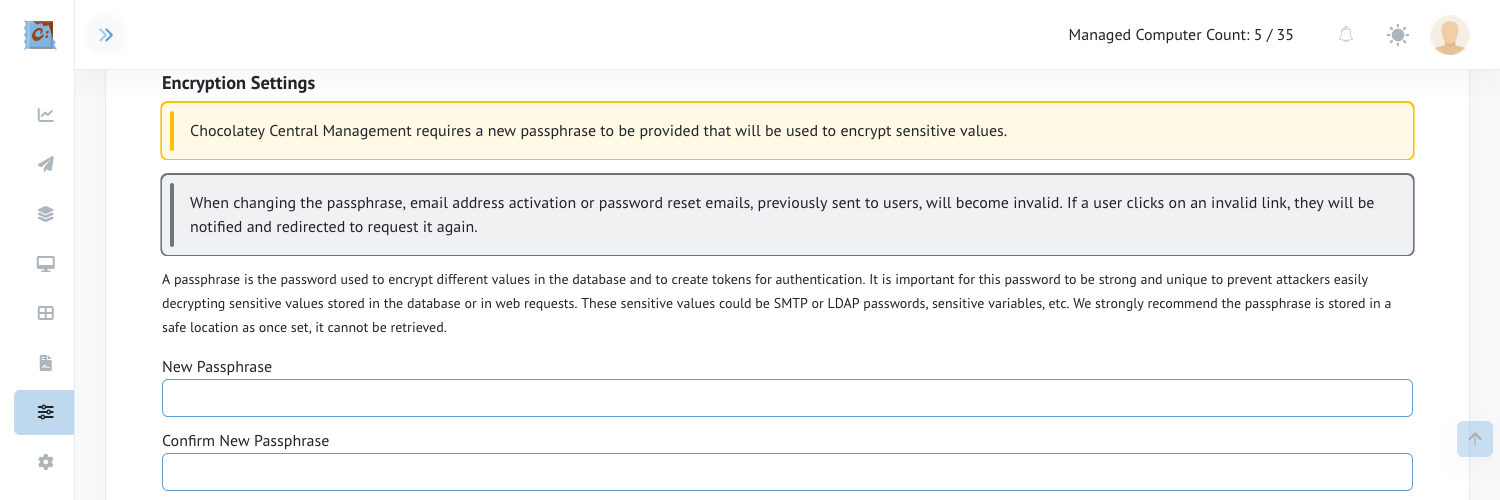 Managed Computer Count: 5 / 35
Encryption Settings
Chocolatey Central Management requires a new passphrase to be provided that will be used to encrypt sensitive values.
When changing the passphrase, email address activation or password reset emails, previously sent to users, will become invalid. If a user clicks on an invalid link, they will be
notified and redirected to request it again.
A passphrase is the password used to encrypt different values in the database and to create tokens for authentication. It is important for this password to be strong and unique to prevent attackers easily
decrypting sensitive values stored in the database or in web requests. These sensitive values could be SMTP or LDAP passwords, sensitive variables, etc. We strongly recommend the passphrase is stored in a
safe location as once set, it cannot be retrieved.
New Passphrase
Confirm New Passphrase